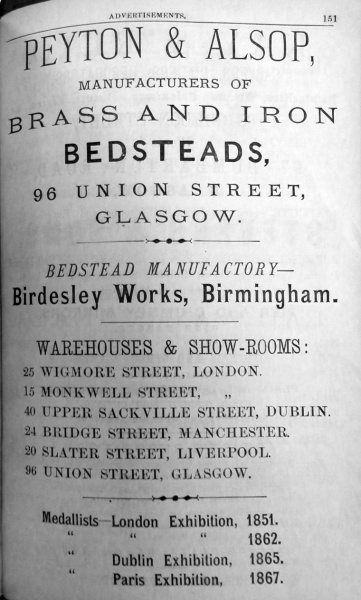 ADVERTISEMENTS. 151
PEYTON & ALSOP,
MANUFACTURERS OF
BRASS AND IRON
BEDSTEADS,
96 UNION STREET,
GLASGOW.
BEDSTEAD MANUFACTORY—
Birdesley Works, Birmingham.
WAREHOUSES & SHOW-ROOMS:
25 WIGMORE STREET, LONDON.
15 MONKWELL STREET, „
40 UPPER SACKVILLE STREET, DUBLIN.
24 BRIDGE STREET, MANCHESTER.
20 SLATER STREET, LIVERPOOL.
96 UNION STREET, GLASGOW.
Medallists—London Exhibition, 1851.
" " " 1862.
" Dublin Exhibition, 1865.
" Paris Exhibition, 1867.